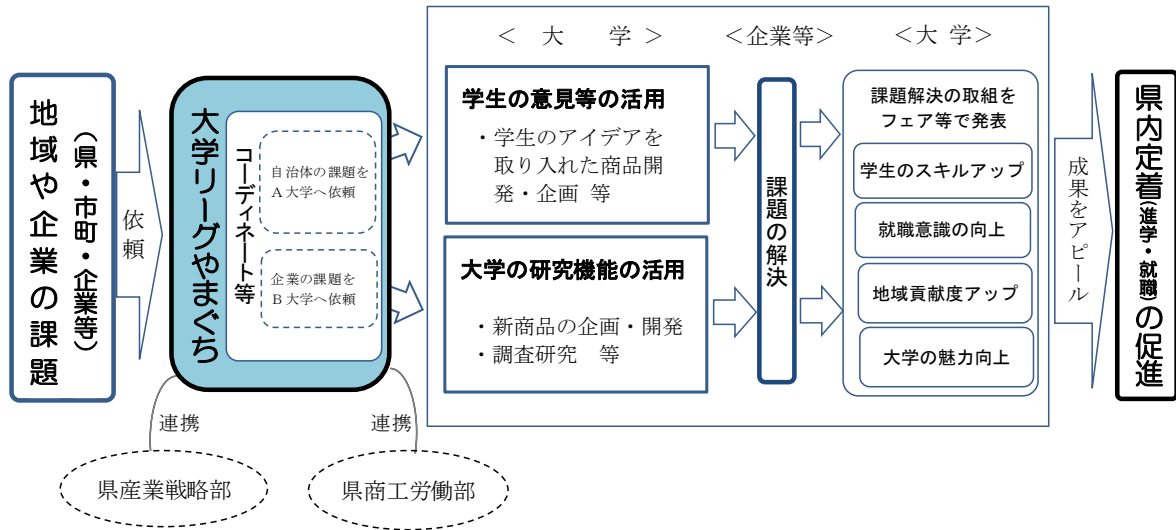 地域や企業の課題
（県・市町・企業等）
依頼
大学リーグやまぐち
コーディネート等
自治体の課題を
A大学へ依頼
企業の課題を
B大学へ依頼
連携
連携
県産業戦略部
県商工労働部
＜　大　　学　＞
学生の意見等の活用
・学生のアイデアを
取り入れた商品開
発・企画 等
大学の研究機能の活用
・新商品の企画・開発
・調査研究　等
＜企業等＞
課題の解決
＜大 学＞
課題解決の取組を
フェア等で発表
学生のスキルアップ
就職意識の向上
地域貢献度アップ
大学の魅力向上
成果をアピール
県内定着(進学・就職)の促進